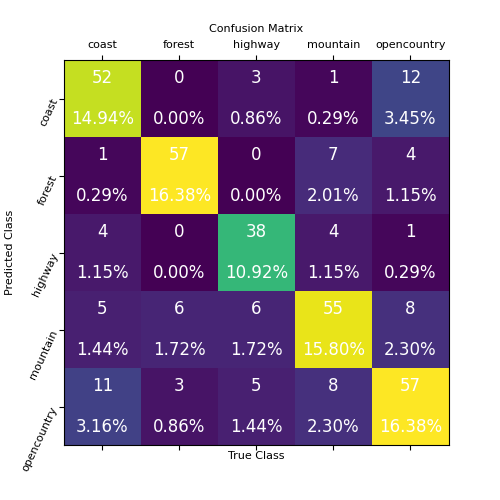 Confusion Matrix
coast forest highway mountain opencountry
coast 52 0 3 1 12
14.94% 0.00% 0.86% 0.29% 3.45%
forest 1 57 0 7 4
0.29% 16.38% 0.00% 2.01% 1.15%
highway 4 0 38 4 1
1.15% 0.00% 10.92% 1.15% 0.29%
mountain 5 6 6 55 8
1.44% 1.72% 1.72% 15.80% 2.30%
opencountry 11 3 5 8 57
3.16% 0.86% 1.44% 2.30% 16.38%
True Class
Predicted Class